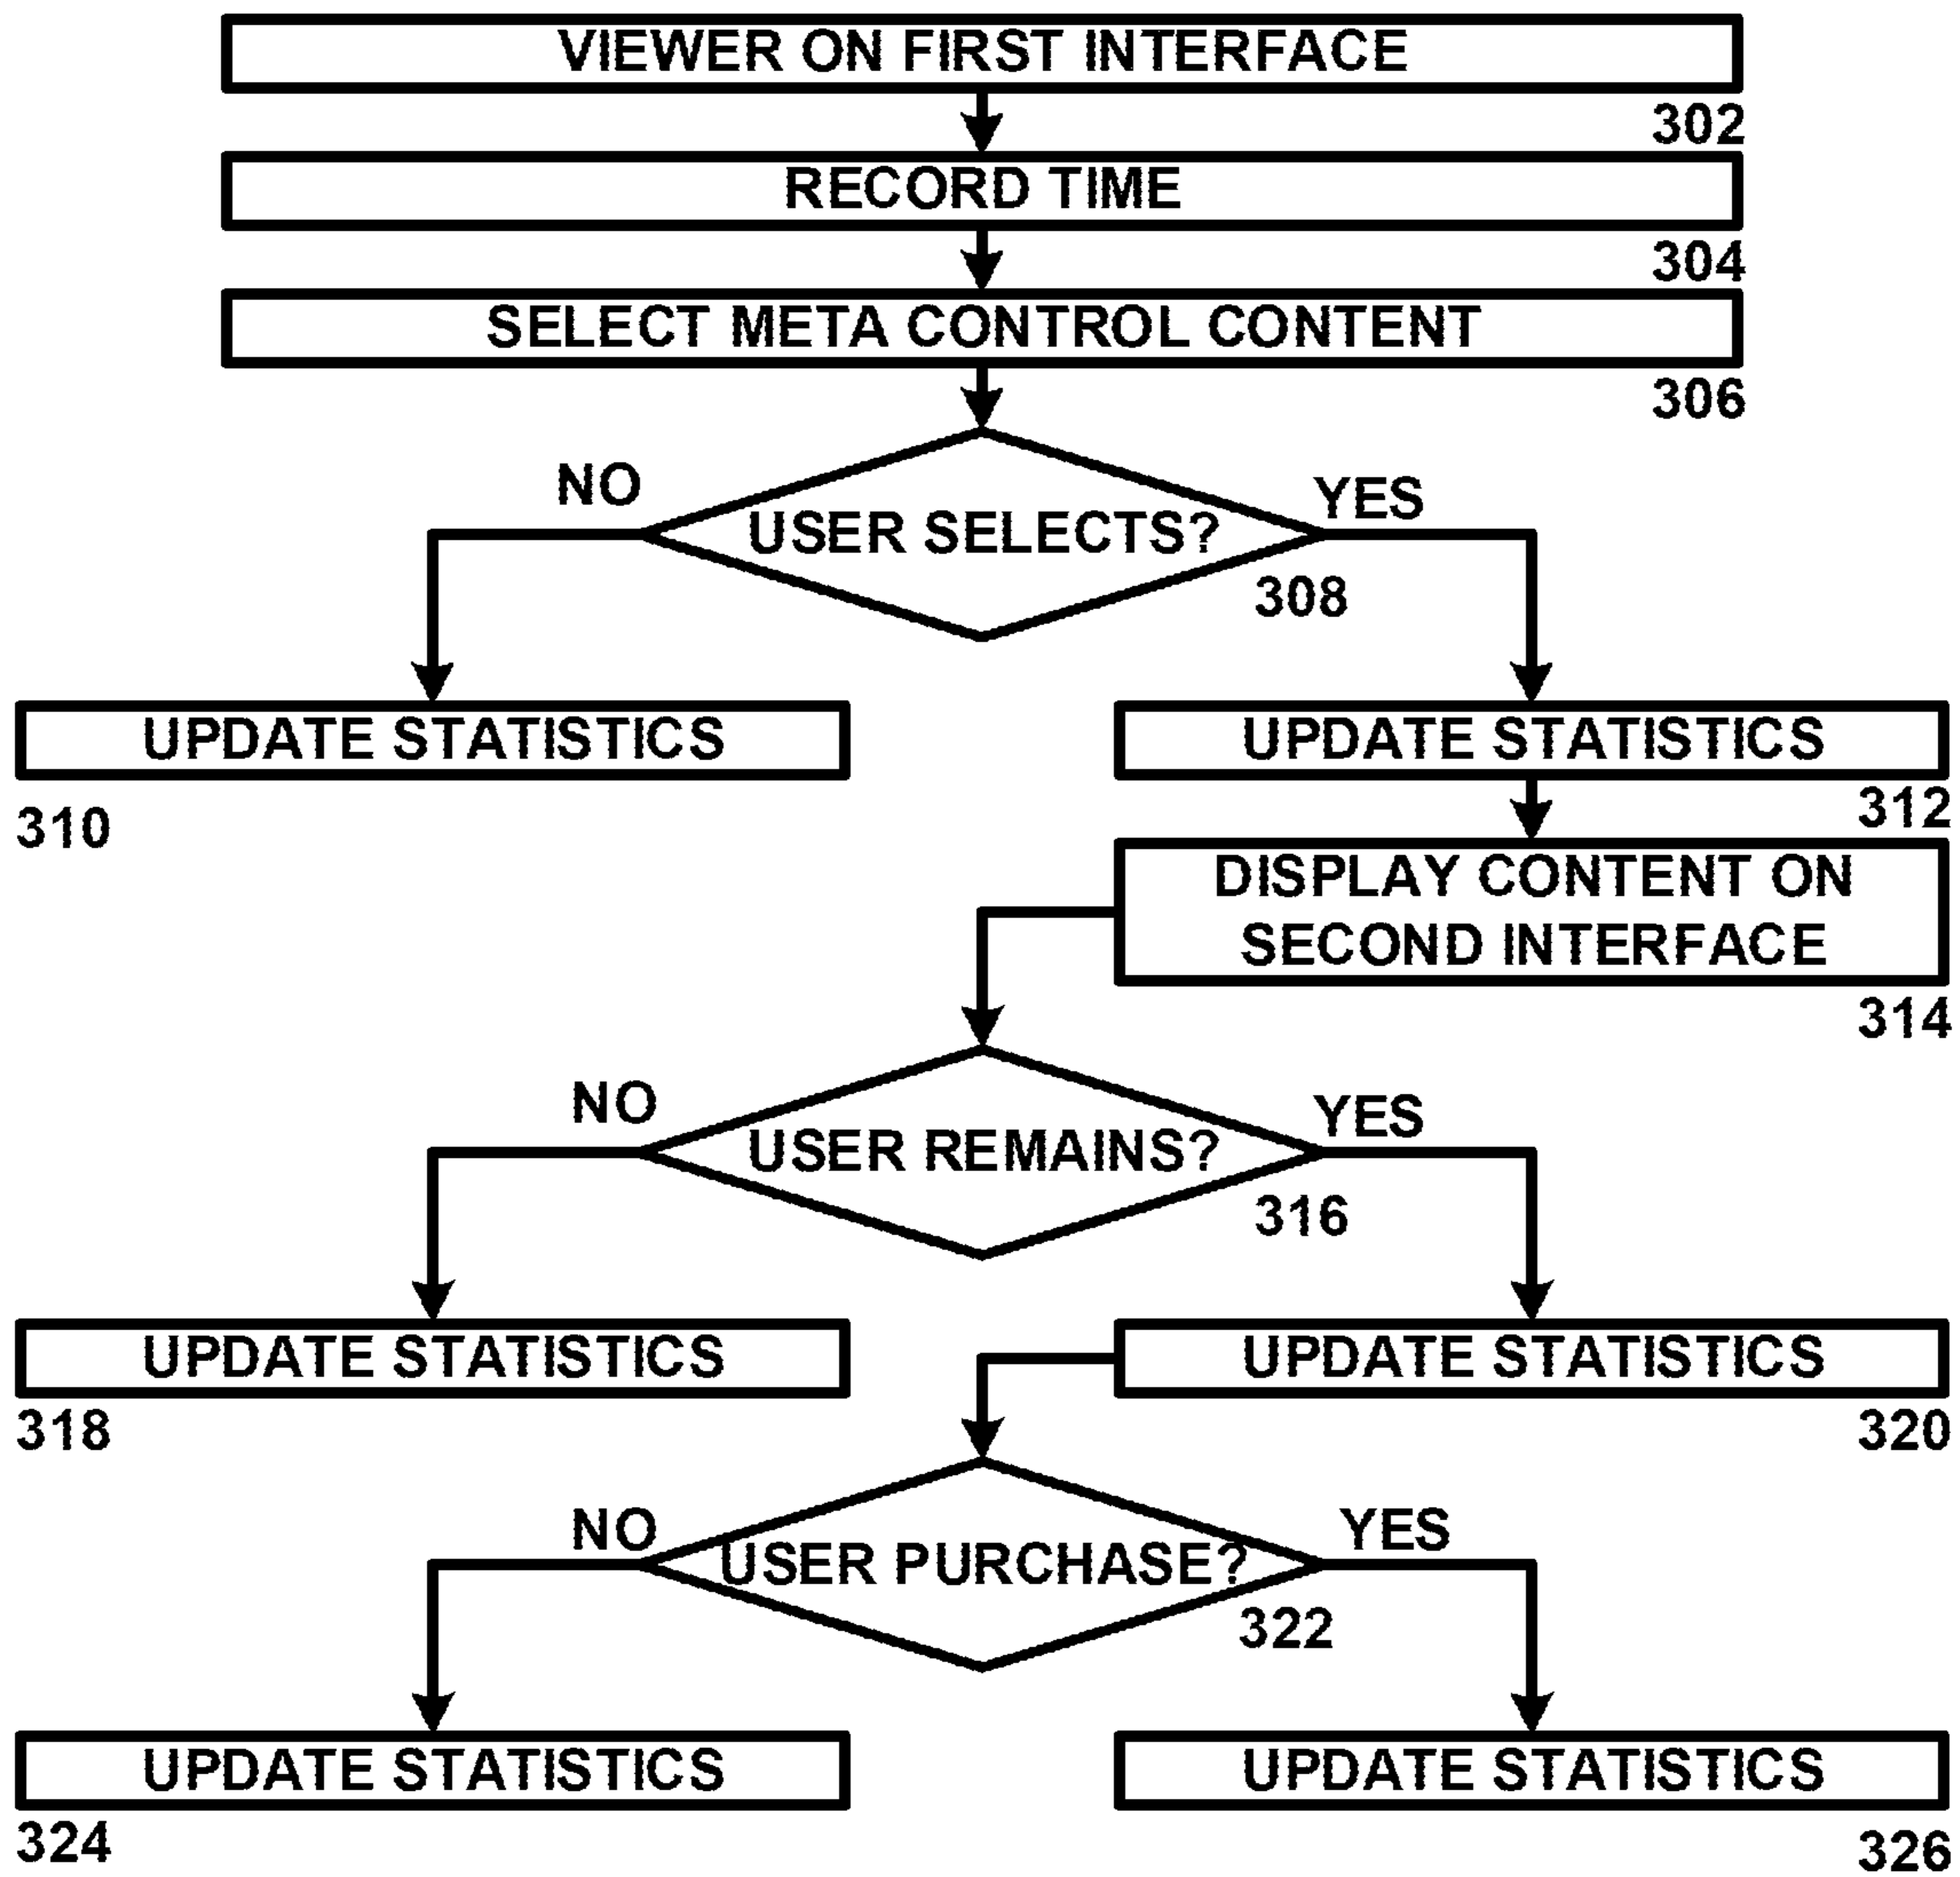 VIEWER ON FIRST INTERFACE
302
RECORD TIME
304
SELECT META CONTROL CONTENT
306
NO
YES
USER SELECTS?
308
UPDATE STATISTICS
UPDATE STATISTICS
310
312
DISPLAY CONTENT ON
SECOND INTERFACE
314
NO
YES
USER REMAINS?
316
UPDATE STATISTICS
UPDATE STATISTICS
318
320
NO
YES
USER PURCHASE?
322
UPDATE STATISTICS
UPDATE STATISTICS
324
326